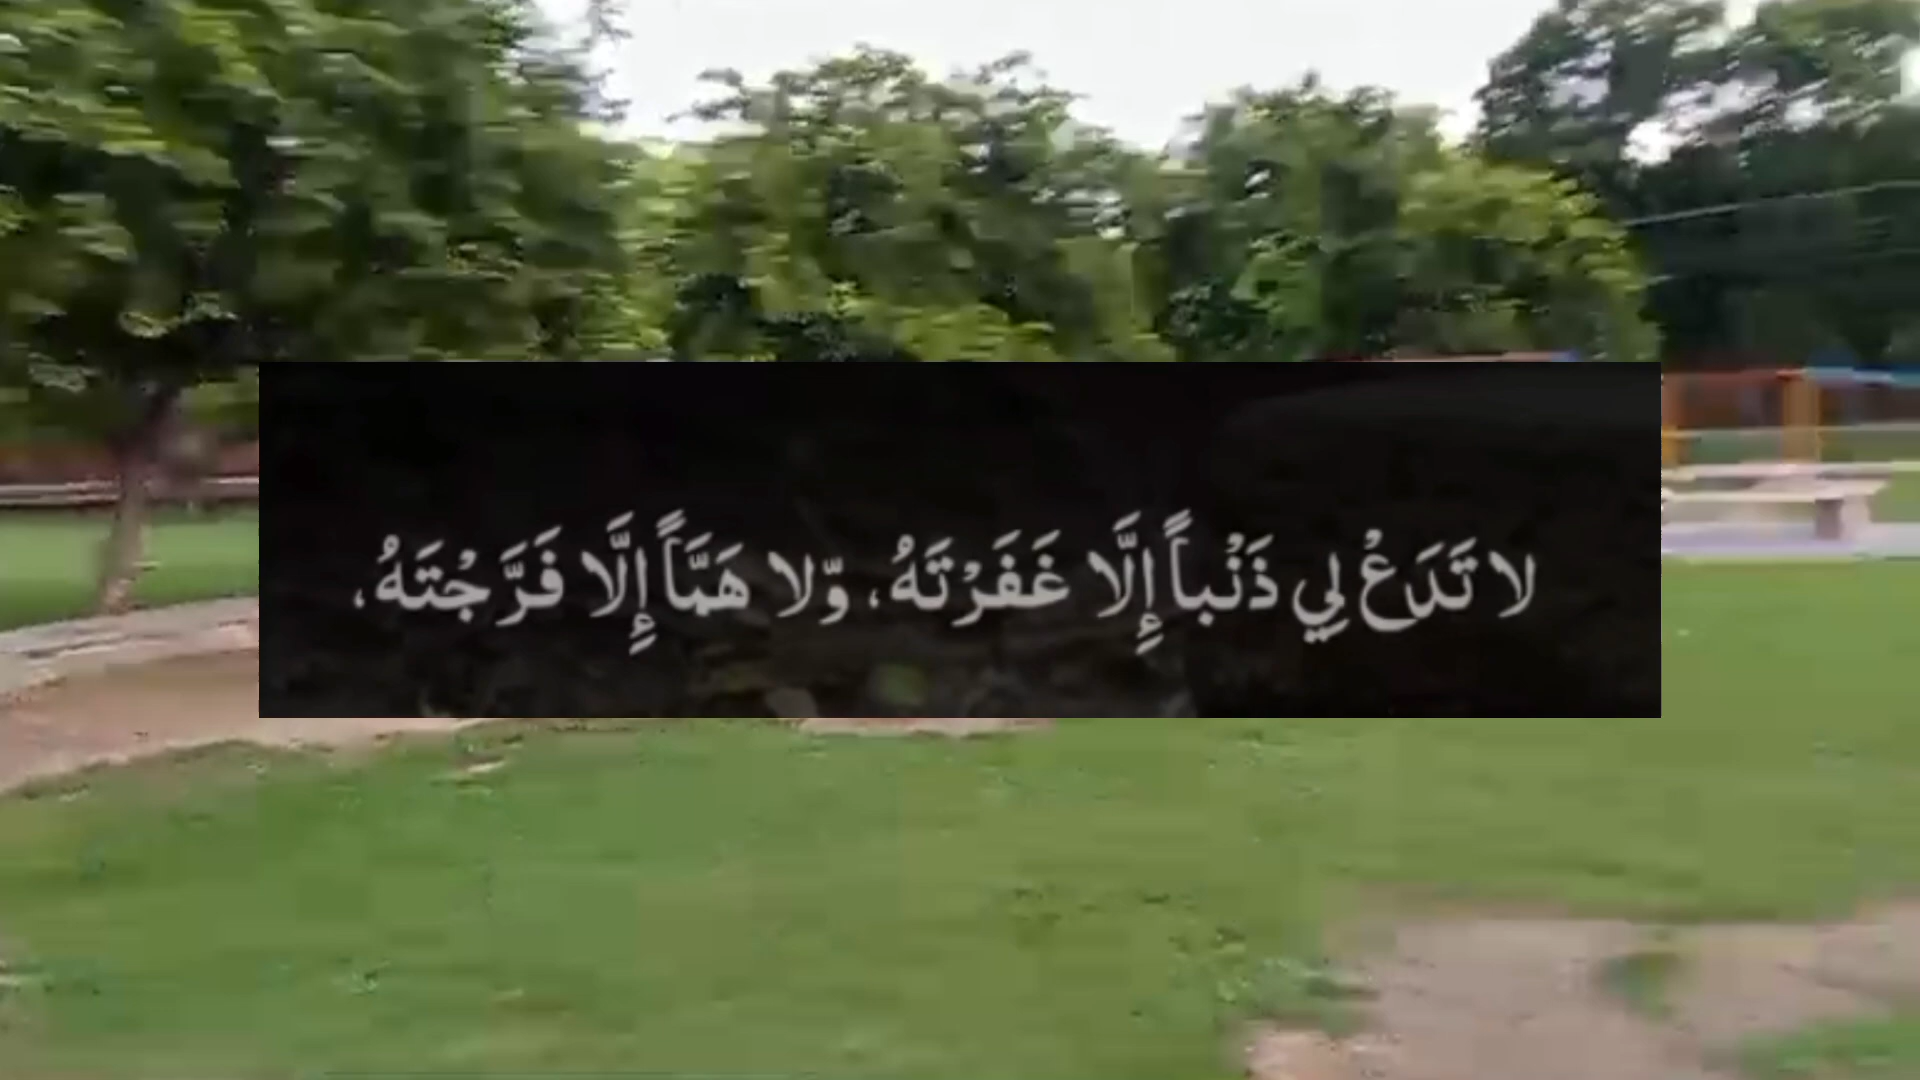 لا تَدَعْ لِي ذَنْباً إِلَّا غَفَرْتَهُ، وّلا هَمَّاً إِلَّا فَرَّجْتَهُ،